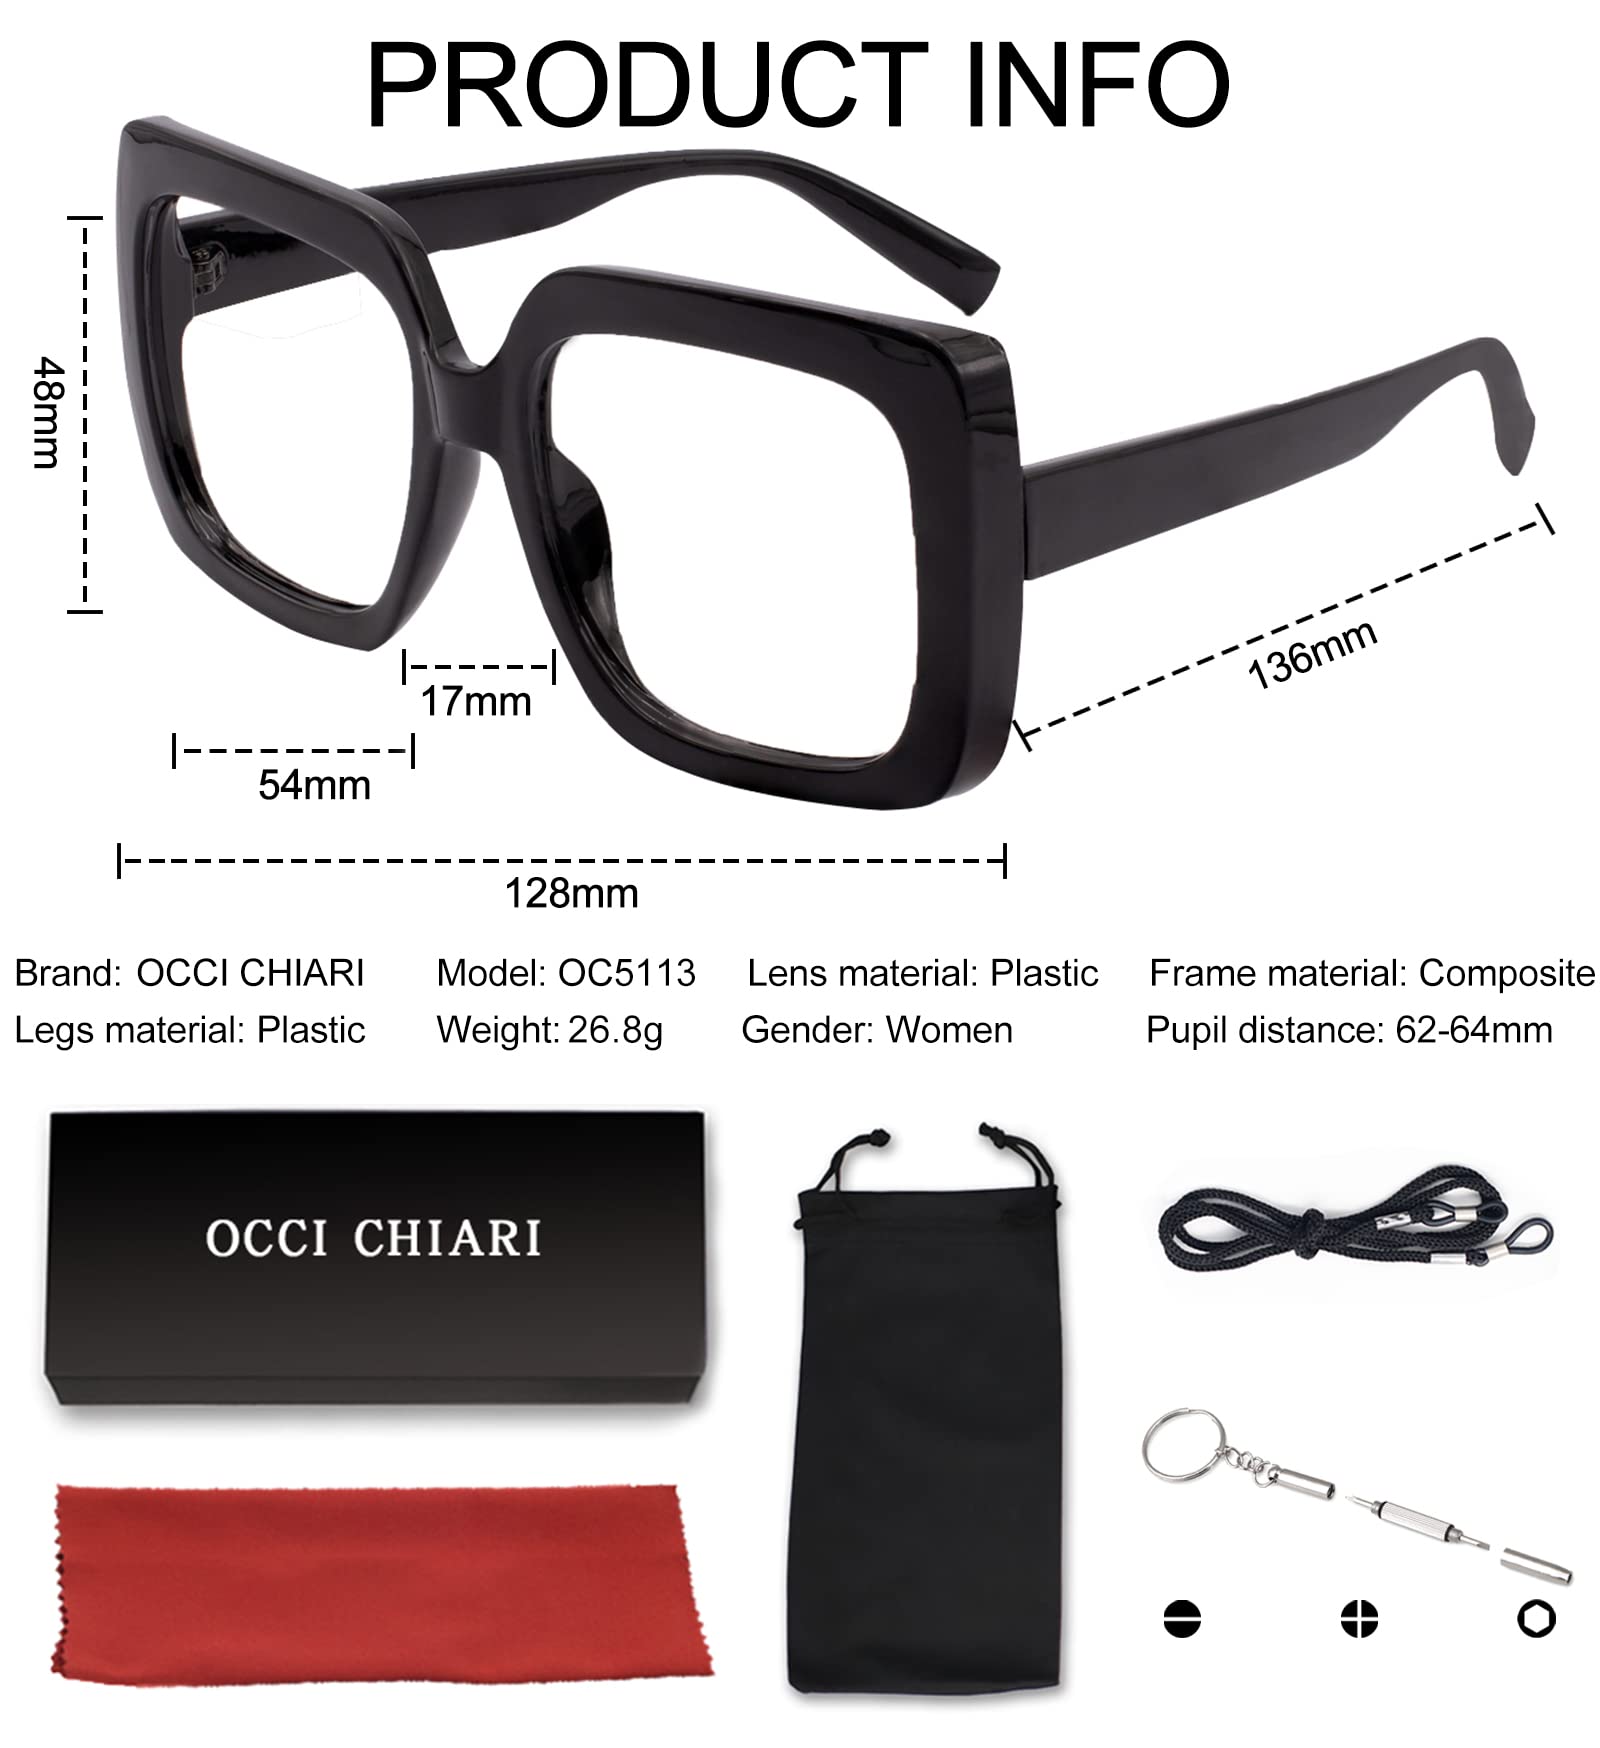 PRODUCT INFO
48mm
17mm
54mm
136mm
128mm
Brand: OCCI CHIARI Model: OC5113 Lens material: Plastic Frame material: Composite
Legs material: Plastic Weight: 26.8g Gender: Women Pupil distance: 62-64mm
OCCI CHIARI